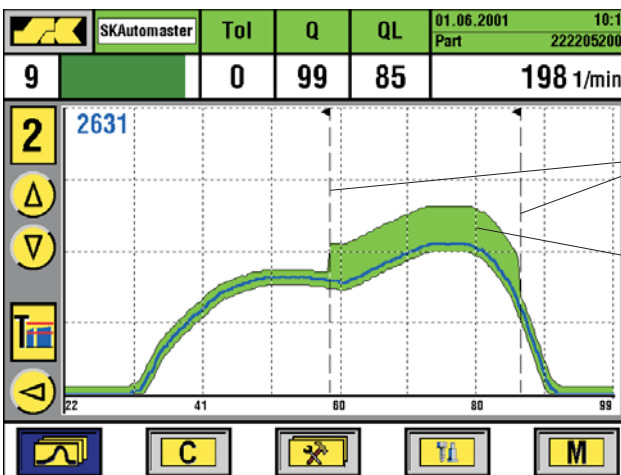 SKAutomaster Tol Q QL 01.06.2001 10:1
Part 222205200
9 0 99 85 198 1/min
2 2631
T
22 41 60 80 99
C M